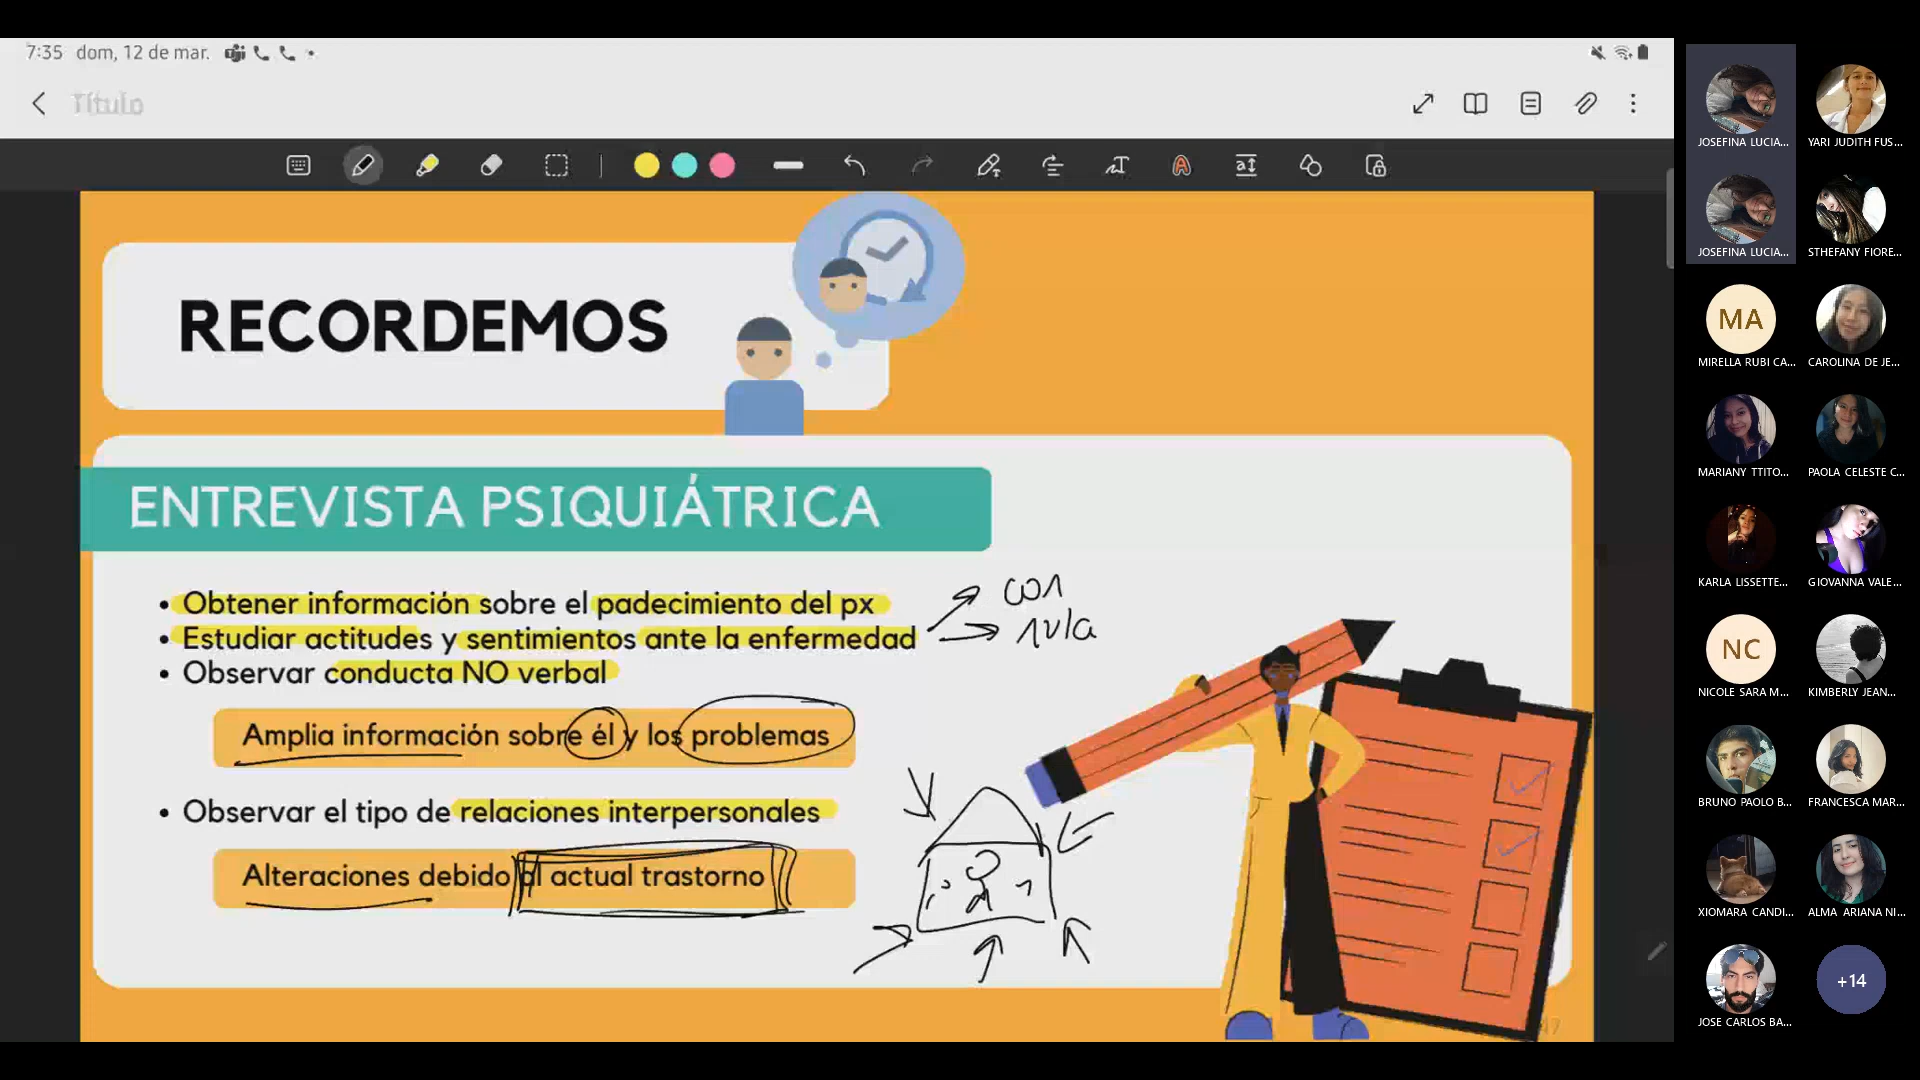 7:35 dom, 12 de mar.
Título
RECORDEMOS
ENTREVISTA PSIQUIÁTRICA
• Obtener información sobre el padecimiento del px
• Estudiar actitudes y sentimientos ante la enfermedad
• Observar conducta NO verbal
con
nula
Amplia información sobre él y los problemas
• Observar el tipo de relaciones interpersonales
Alteraciones debido al actual trastorno
JOSEFINA LUCIA...
YARI JUDITH FUS...
JOSEFINA LUCIA...
STHEFANY FIORE...
MA
MIRELLA RUBI CA...
CAROLINA DE JE...
MARIANY TTITO...
PAOLA CELESTE C...
KARLA LISSETTE...
GIOVANNA VALE...
NC
NICOLE SARA M...
KIMBERLY JEAN...
BRUNO PAOLO B...
FRANCESCA MAR...
XIOMARA CANDI...
ALMA ARIANA NI...
JOSE CARLOS BA...
+14